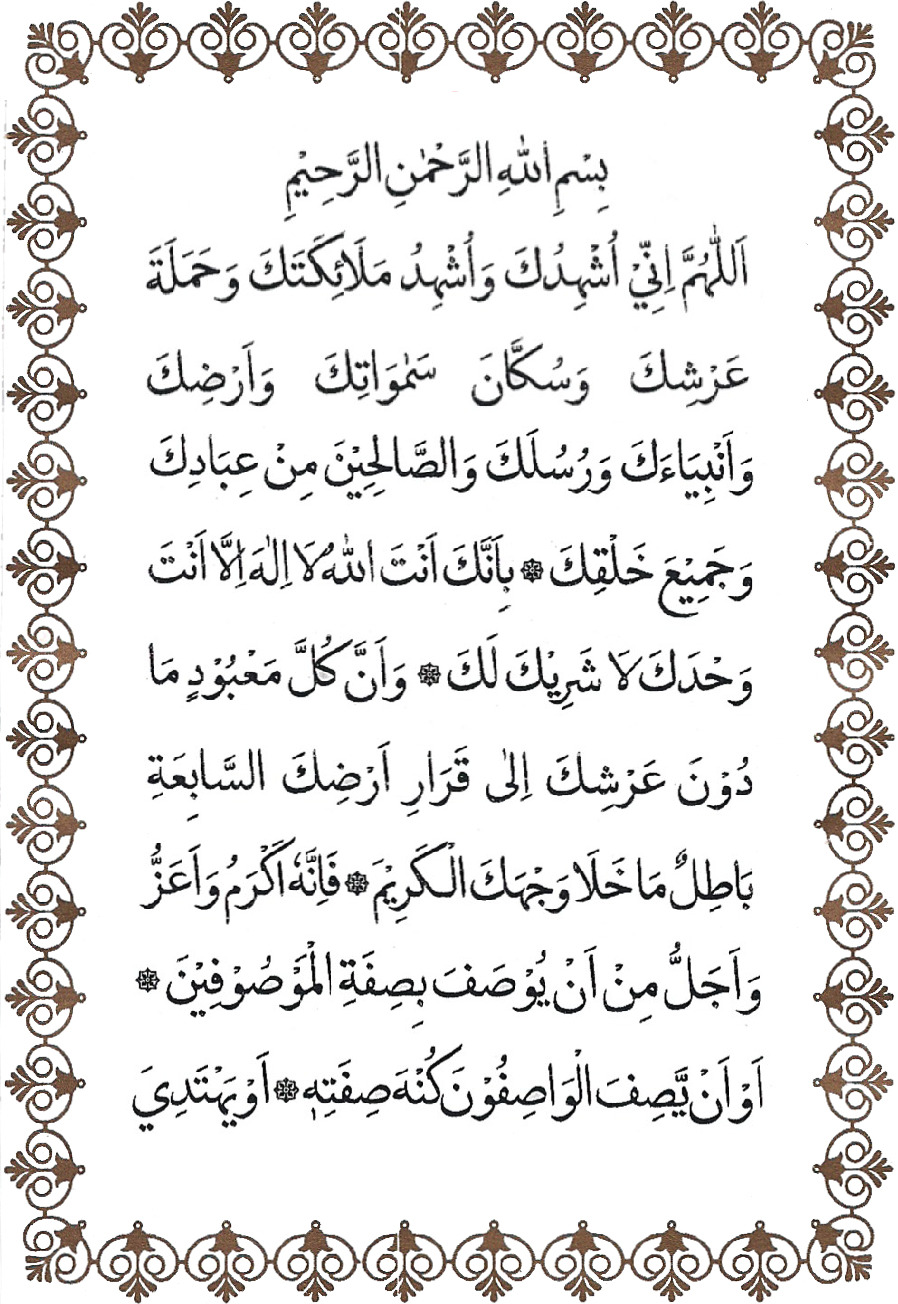 بِسْمِ اللّٰهِ الرَّحْمٰنِ الرَّحِيْمِ
اَللّٰهُمَّ اِنِّيْ اُشْهِدُكَ وَاُشْهِدُ مَلَائِكَتَكَ وَحَمَلَةَ
عَرْشِكَ وَسُكَّانَ سَمٰوَاتِكَ وَاَرْضِكَ
وَاَنْبِيَاءَكَ وَرُسُلَكَ وَالصَّالِحِيْنَ مِنْ عِبَادِكَ
وَجَمِيْعَ خَلْقِكَ ۞ بِاَنَّكَ اَنْتَ اللّٰهُ لَا اِلٰهَ اِلَّا اَنْتَ
وَحْدَكَ لَا شَرِيْكَ لَكَ ۞ وَاَنَّ كُلَّ مَعْبُوْدٍ مَا
دُوْنَ عَرْشِكَ اِلٰى قَرَارِ اَرْضِكَ السَّابِعَةِ
بَاطِلٌ مَا خَلَا وَجْهَكَ الْكَرِيْمَ ۞ فَاِنَّهٗ اَكْرَمُ وَاَعَزُّ
وَاَجَلُّ مِنْ اَنْ يُوْصَفَ بِصِفَةِ الْمَوْصُوْفِيْنَ ۞
اَوْ اَنْ يَّصِفَ الْوَاصِفُوْنَ كُنْهَ صِفَتِهٖ ۞ اَوْ يَهْتَدِيَ